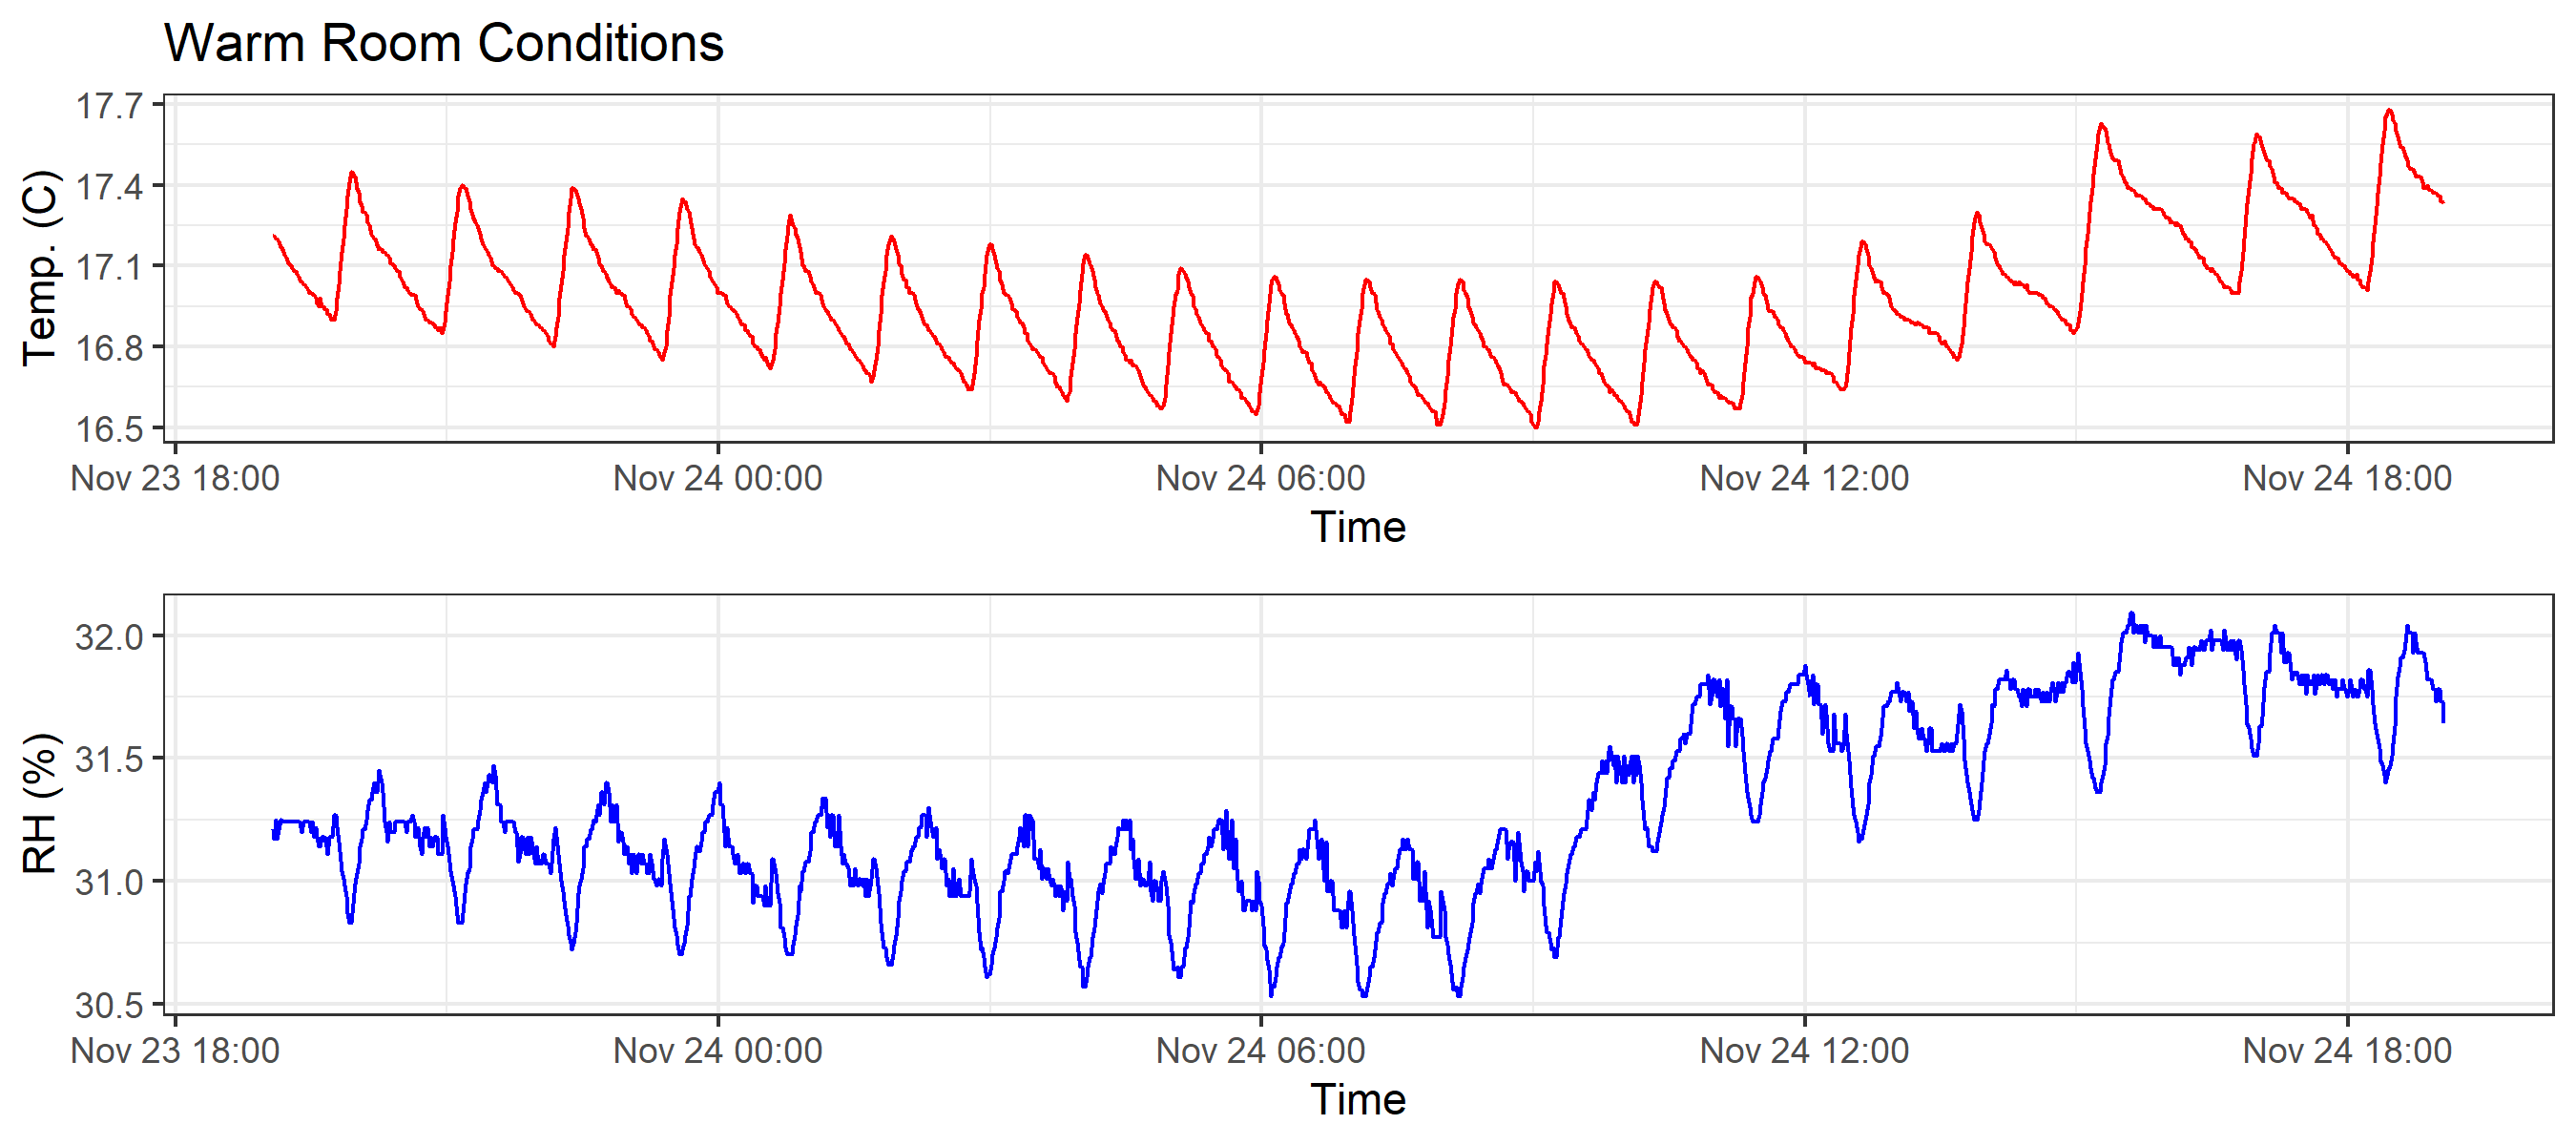 Warm Room Conditions
17.7
17.4
17.1
16.8
16.5
Temp. (C)
Nov 23 18:00 Nov 24 00:00 Nov 24 06:00 Nov 24 12:00 Nov 24 18:00
Time
32.0
31.5
31.0
30.5
RH (%)
Nov 23 18:00 Nov 24 00:00 Nov 24 06:00 Nov 24 12:00 Nov 24 18:00
Time